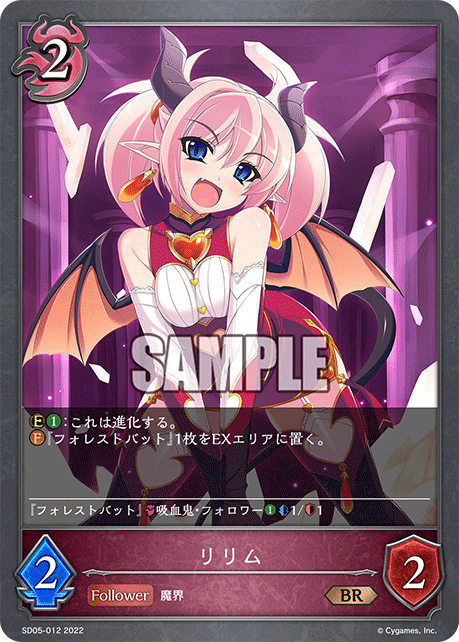 2
SAMPLE
E 1:これは進化する。
F 『フォレストバット』1枚をEXエリアに置く。
『フォレストバット』 吸血鬼・フォロワー 1 1/ 1
リリム
2
Follower 魔界
BR
2
SD05-012 2022
© Cygames, Inc.